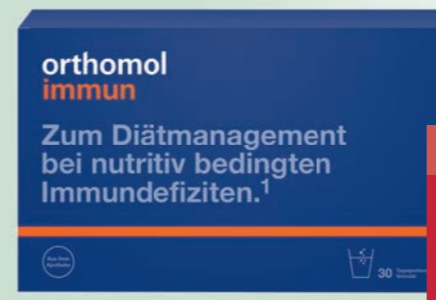 orthomol
immun
Zum Diätmanagement
bei nutritiv bedingten
Immundefiziten.¹
30